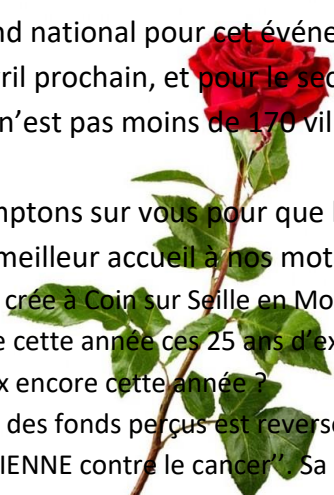 nd national pour cet événe
ril prochain, et pour le sec
n’est pas moins de 170 vil
nptons sur vous pour que l
meilleur accueil à nos mot
crée à Coin sur Seille en Mo
e cette année ces 25 ans d’ex
x encore cette année ?
des fonds perçus est reverse
IENNE contre le cancer’’. Sa